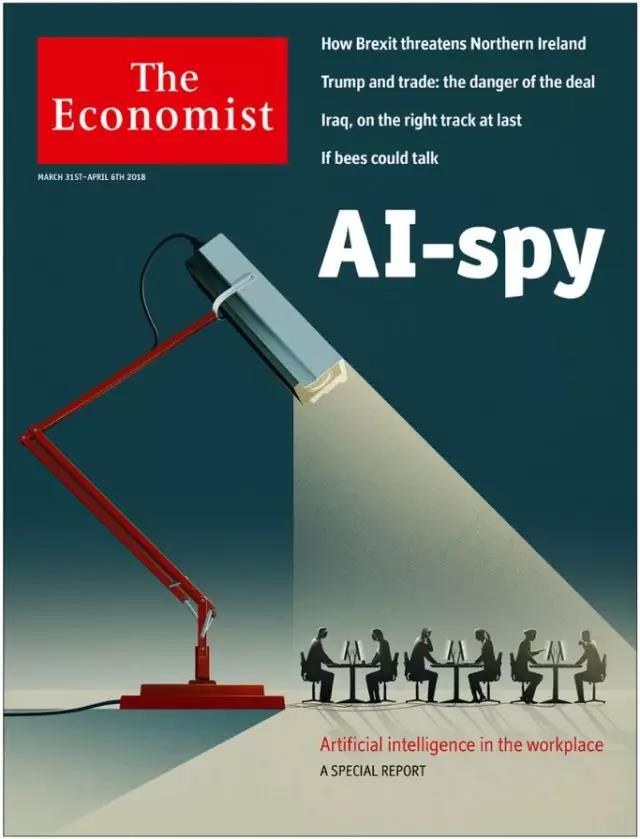 The
Economist
MARCH 31ST–APRIL 6TH 2018
How Brexit threatens Northern Ireland
Trump and trade: the danger of the deal
Iraq, on the right track at last
If bees could talk
AI-spy
Artificial intelligence in the workplace
A SPECIAL REPORT